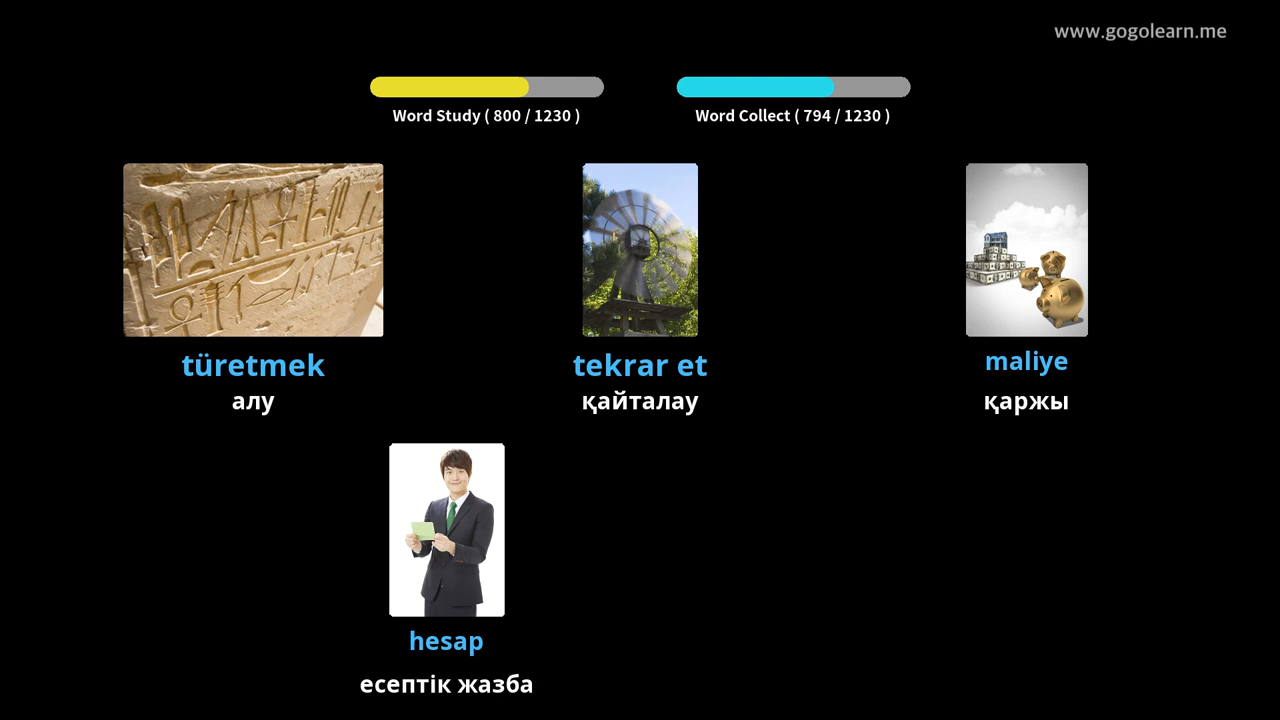 www.gogolearn.me
Word Study ( 800 / 1230 )
Word Collect ( 794 / 1230 )
türetmek
алу
tekrar et
қайталау
maliye
қаржы
hesap
есептік жазба